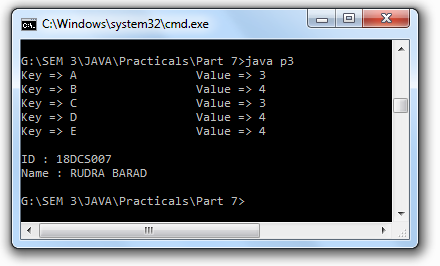 C:\Windows\system32\cmd.exe
G:\SEM 3\JAVA\Practicals\Part 7>java p3
Key => A Value => 3
Key => B Value => 4
Key => C Value => 3
Key => D Value => 4
Key => E Value => 4
ID : 18DCS007
Name : RUDRA BARAD
G:\SEM 3\JAVA\Practicals\Part 7>